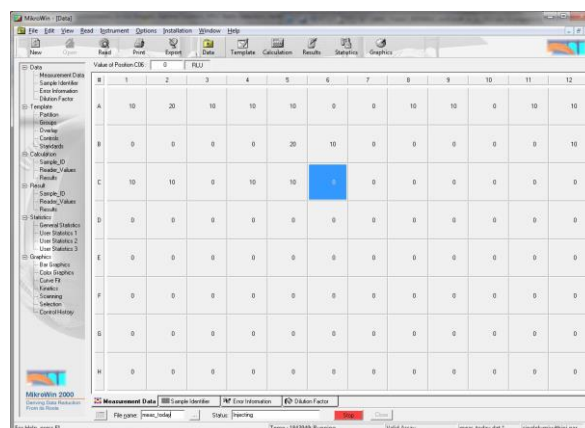 MikroWin - [Data]
File Edit View Read Instrument Options Installation Window Help
New Open Read Print Export Data Template Calculation Results Statistics Graphics
Value of Position C06: 0 RLU
Data
Measurement Data
Sample Identifier
Error Information
Dilution Factor
Template
Partition
Groups
Overlay
Controls
Standards
Calculation
Sample_ID
Reader_Values
Results
Result
Sample_ID
Reader_Values
Results
Statistics
General Statistics
User Statistics 1
User Statistics 2
User Statistics 3
Graphics
Bar Graphics
Color Graphics
Curve Fit
Kinetics
Scanning
Selection
Control History
MikroWin 2000
Driving Data Reduction
From its Roots
1 2 3 4 5 6 7 8 9 10 11 12
A 10 20 10 10 10 0 0 10 10 0 10 10
B 0 0 0 0 20 10 0 0 0 0 0 10
C 10 10 0 10 10 0 0 0 0 0 0 0
D 0 0 0 0 0 0 0 0 0 0 0 0
E 0 0 0 0 0 0 0 0 0 0 0 0
F 0 0 0 0 0 0 0 0 0 0 0 0
G 0 0 0 0 0 0 0 0 0 0 0 0
H 0 0 0 0 0 0 0 0 0 0 0 0
Measurement Data Sample Identifier Error Information Dilution Factor
File name: meas_today ... Status: Injecting Stop Close